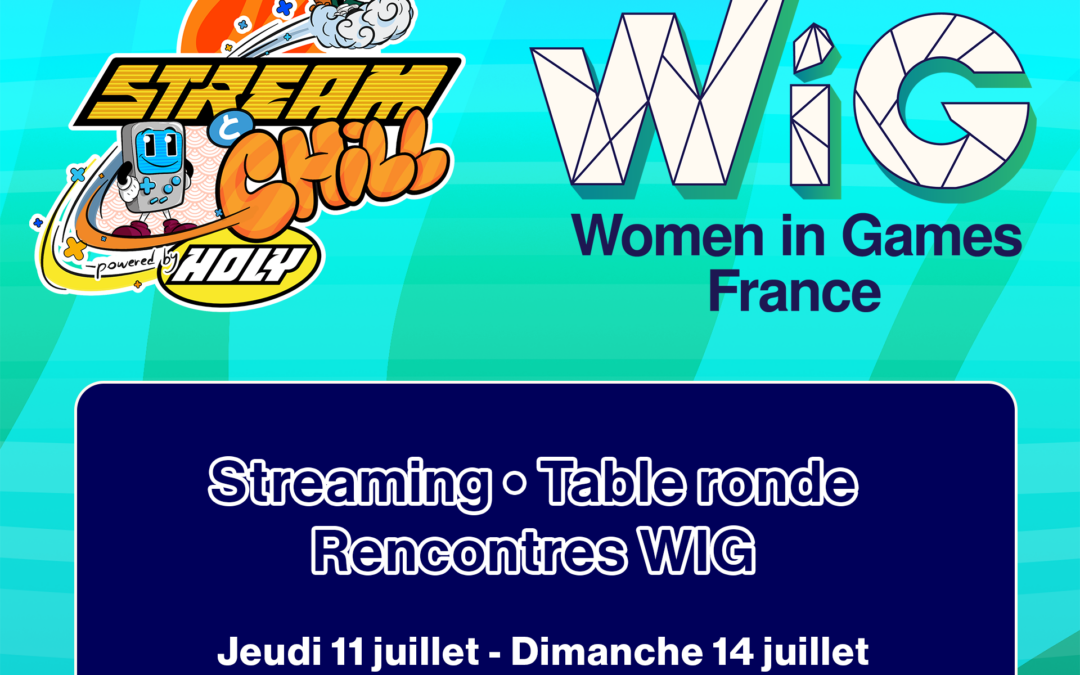 STREAM
と
CHiLL
powered by
HOLY
WiG
Women in Games
France
Streaming • Table ronde
Rencontres WIG
Jeudi 11 juillet - Dimanche 14 juillet